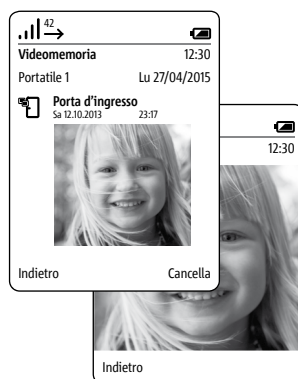 42
Videomemoria 12:30
Portatile 1 Lu 27/04/2015
Porta d'ingresso
Sa 12.10.2013 23:17
Indietro Cancella
12:30
Indietro